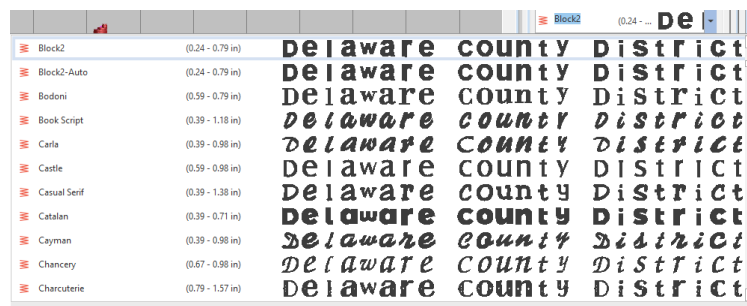 Block2 (0.24 - ... De
Block2 (0.24 - 0.79 in) Delaware county District
Block2-Auto (0.24 - 0.79 in) Delaware county District
Bodoni (0.59 - 0.79 in) Delaware county District
Book Script (0.39 - 1.18 in) Delaware county District
Carla (0.39 - 0.98 in) Delaware County District
Castle (0.59 - 0.98 in) Delaware county District
Casual Serif (0.39 - 1.38 in) Delaware county District
Catalan (0.39 - 0.71 in) Delaware county District
Cayman (0.39 - 0.98 in) Delaware county District
Chancery (0.67 - 0.98 in) Delaware county District
Charcuterie (0.79 - 1.57 in) Delaware county District